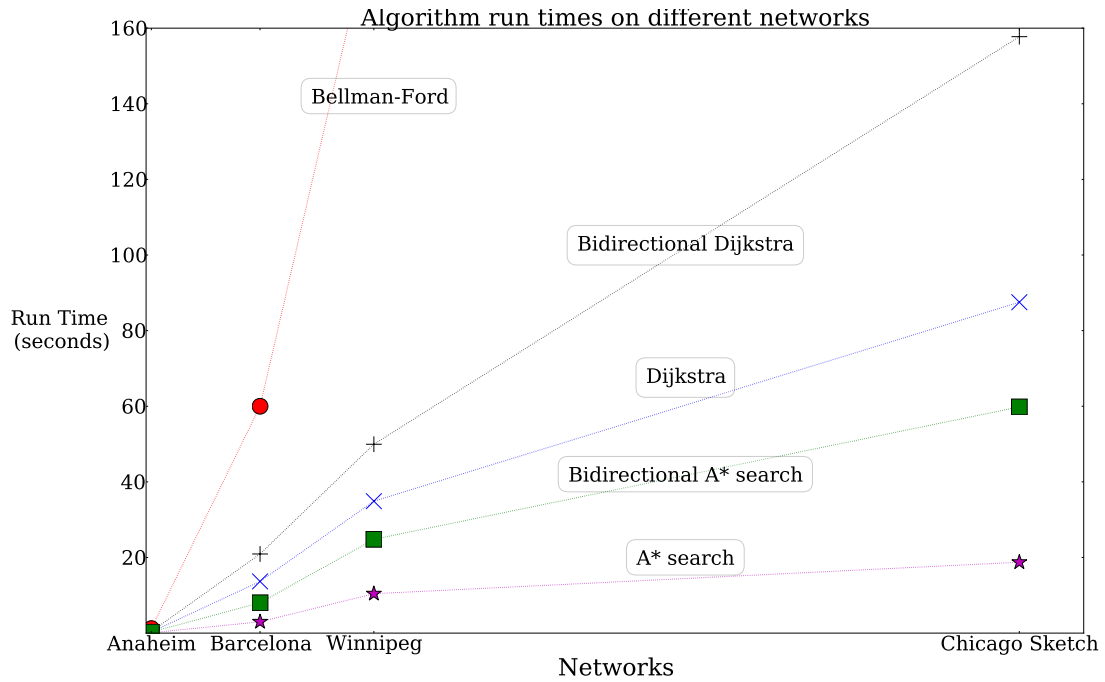 Algorithm run times on different networks
160
140
120
100
80
60
40
20
Run Time
(seconds)
Bellman-Ford
Bidirectional Dijkstra
Dijkstra
Bidirectional A* search
A* search
Anaheim
Barcelona
Winnipeg
Chicago Sketch
Networks